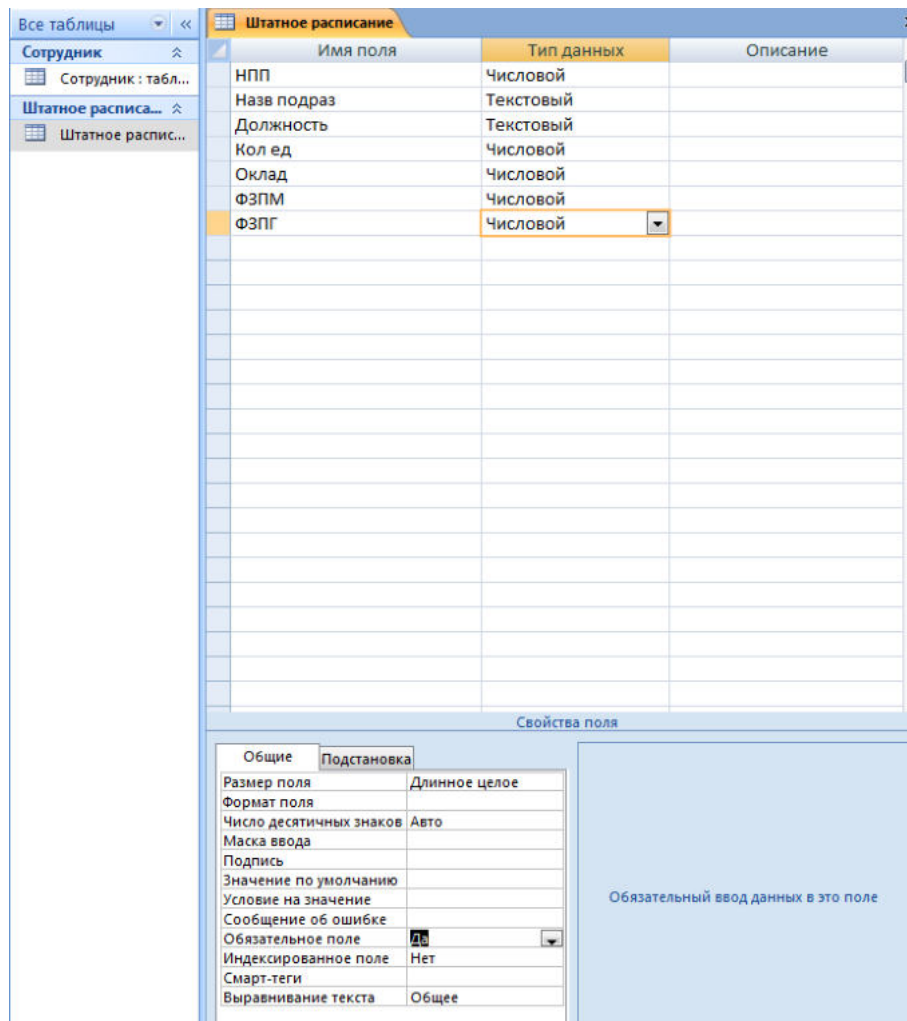 Все таблицы
Сотрудник
Сотрудник : табл...
Штатное расписа...
Штатное распис...
Штатное расписание
Имя поля Тип данных Описание
НПП Числовой
Назв подраз Текстовый
Должность Текстовый
Кол ед Числовой
Оклад Числовой
ФЗПМ Числовой
ФЗПГ Числовой
Свойства поля
Общие Подстановка
Размер поля Длинное целое
Формат поля
Число десятичных знаков Авто
Маска ввода
Подпись
Значение по умолчанию
Условие на значение
Сообщение об ошибке
Обязательное поле Да
Индексированное поле Нет
Смарт-теги
Выравнивание текста Общее
Обязательный ввод данных в это поле